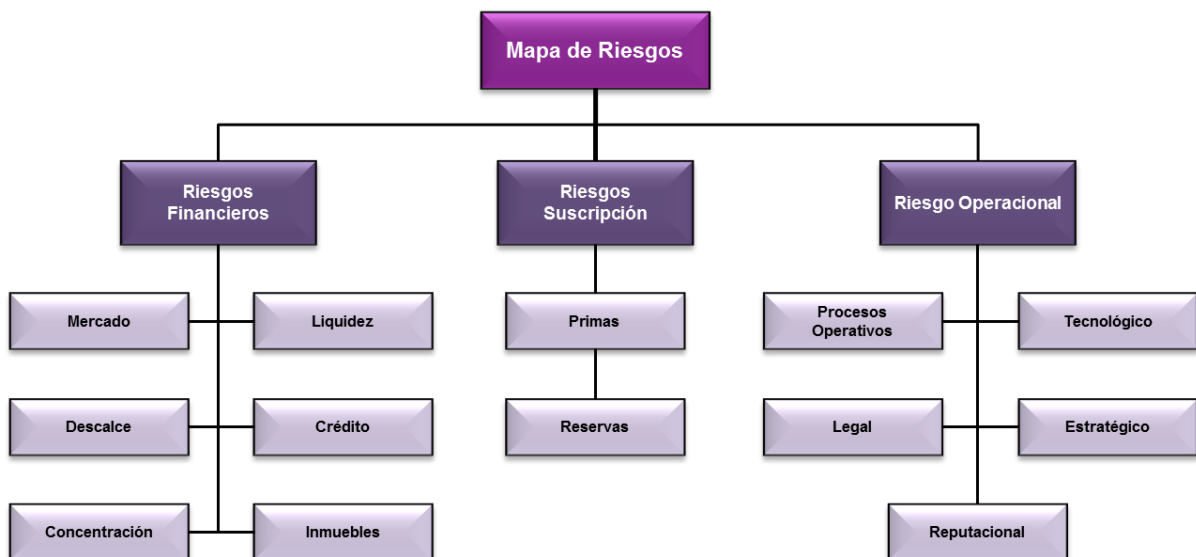 Mapa de Riesgos
Riesgos
Financieros
Riesgos
Suscripción
Riesgo Operacional
Mercado
Liquidez
Primas
Procesos
Operativos
Tecnológico
Descalce
Crédito
Reservas
Legal
Estratégico
Concentración
Inmuebles
Reputacional